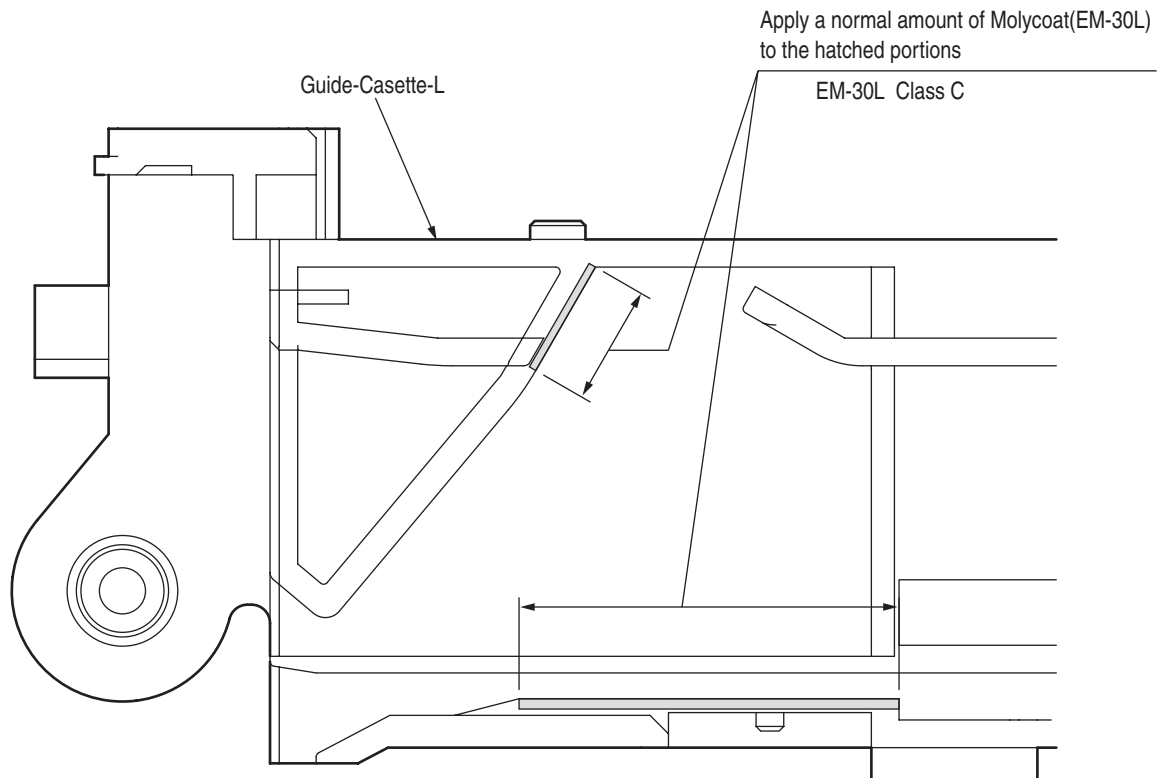 Apply a normal amount of Molycoat(EM-30L)
to the hatched portions
EM-30L Class C
Guide-Casette-L